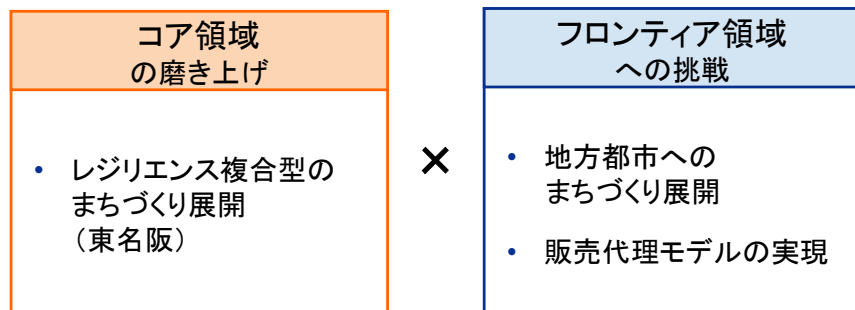 コア領域
の磨き上げ
• レジリエンス複合型の
まちづくり展開
（東名阪）
×
フロンティア領域
への挑戦
• 地方都市への
まちづくり展開
• 販売代理モデルの実現